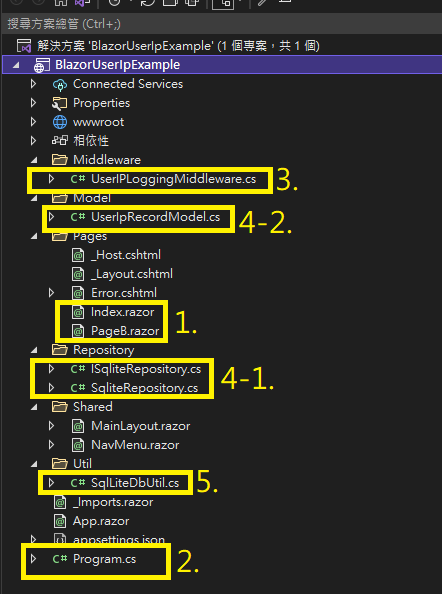 搜尋方案總管 (Ctrl+;)
解決方案 'BlazorUserIpExample' (1 個專案，共 1 個)
BlazorUserIpExample
Connected Services
Properties
wwwroot
相依性
Middleware
C# UserIPLoggingMiddleware.cs 3.
Model
C# UserIpRecordModel.cs 4-2.
Pages
_Host.cshtml
_Layout.cshtml
Error.cshtml
Index.razor
PageB.razor 1.
Repository
C# ISqliteRepository.cs
C# SqliteRepository.cs 4-1.
Shared
MainLayout.razor
NavMenu.razor
Util
C# SqlLiteDbUtil.cs 5.
_Imports.razor
App.razor
appsettings.json
C# Program.cs 2.